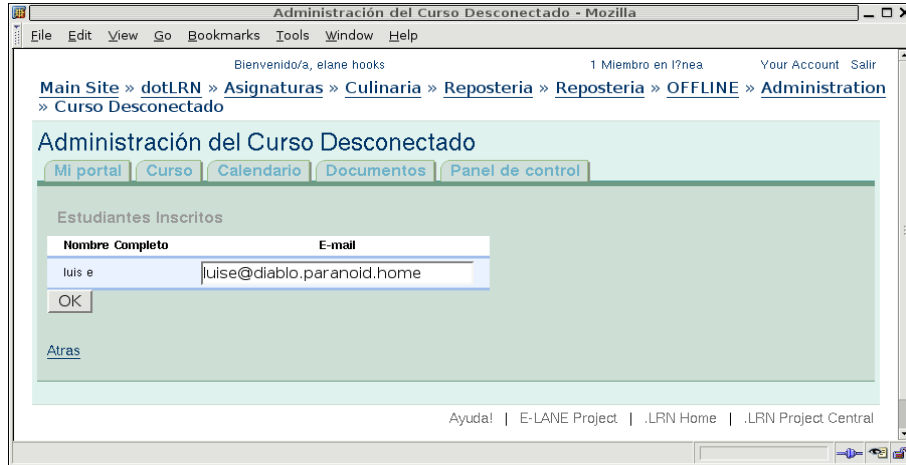 Administración del Curso Desconectado - Mozilla
File Edit View Go Bookmarks Tools Window Help
Bienvenido/a, elane hooks 1 Miembro en l?nea Your Account Salir
Main Site » dotLRN » Asignaturas » Culinaria » Reposteria » Reposteria » OFFLINE » Administration
» Curso Desconectado
Administración del Curso Desconectado
Mi portal Curso Calendario Documentos Panel de control
Estudiantes Inscritos
Nombre Completo E-mail
luis e luise@diablo.paranoid.home
OK
Atras
Ayuda! | E-LANE Project | .LRN Home | .LRN Project Central